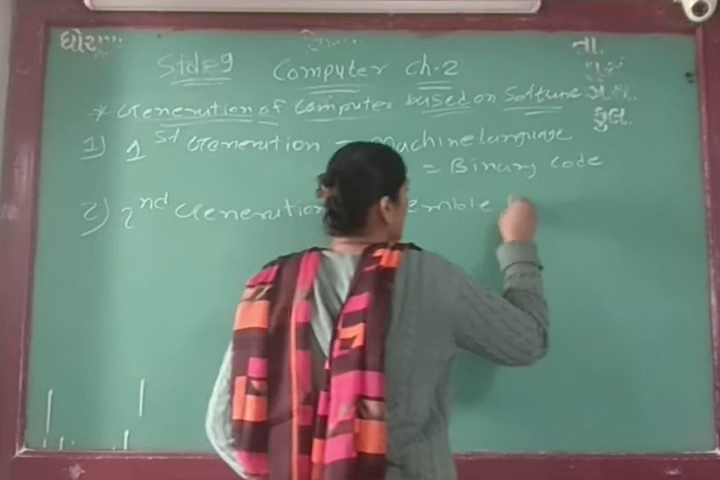 ધોરણ તા.
Std = 9 Computer Ch-2
* Generation of Computer based on Software
1) 1st Generation = Machine language
= Binary Code
2) 2nd Generation emble
કુલ.